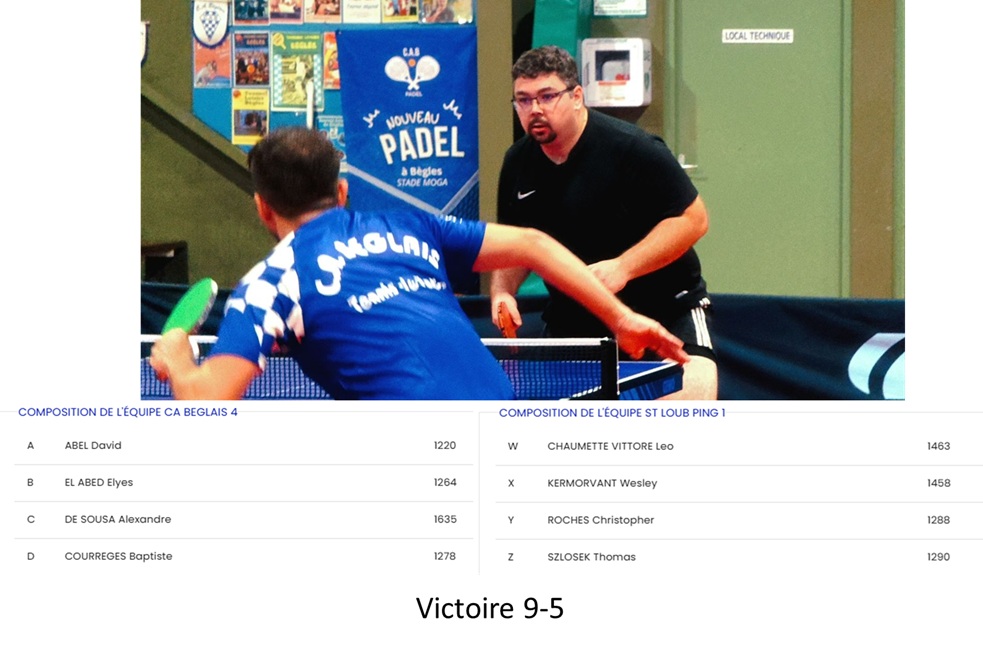 LOCAL TECHNIQUE
C.A.B
PADEL
NOUVEAU
PADEL
à Bègles
STADE MOGA
COMPOSITION DE L'ÉQUIPE CA BEGLAIS 4
A ABEL David 1220
B EL ABED Elyes 1264
C DE SOUSA Alexandre 1635
D COURREGES Baptiste 1278
COMPOSITION DE L'ÉQUIPE ST LOUB PING 1
W CHAUMETTE VITTORE Leo 1463
X KERMORVANT Wesley 1458
Y ROCHES Christopher 1288
Z SZLOSEK Thomas 1290
Victoire 9-5